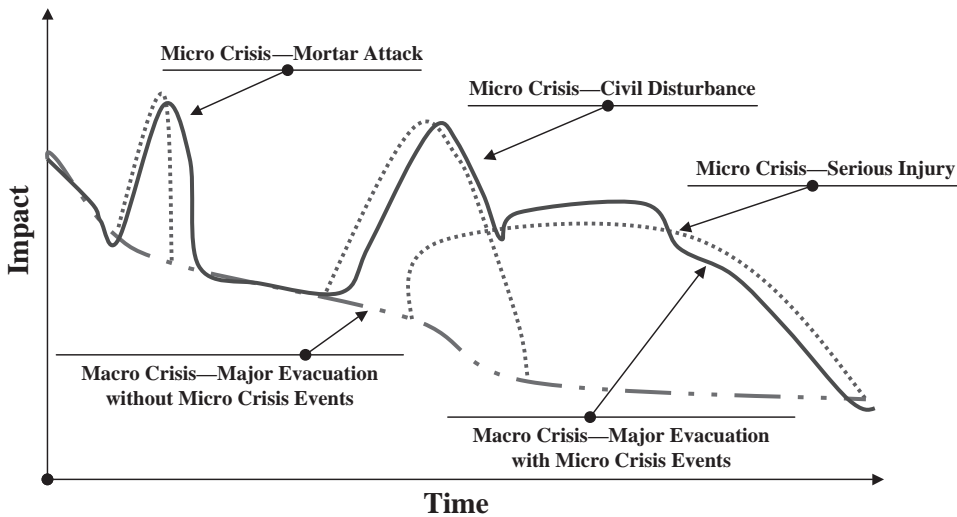 Micro Crisis—Mortar Attack
Micro Crisis—Civil Disturbance
Micro Crisis—Serious Injury
Impact
Macro Crisis—Major Evacuation
without Micro Crisis Events
Macro Crisis—Major Evacuation
with Micro Crisis Events
Time